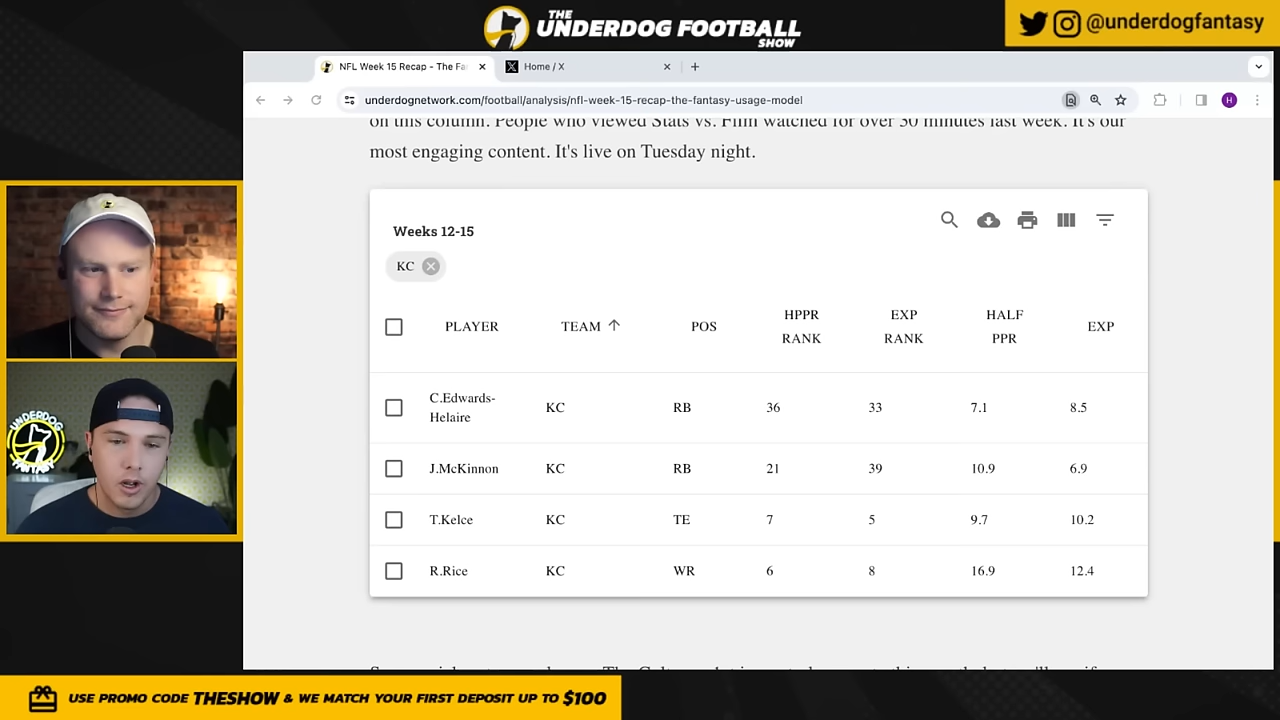 THE
UNDERDOG FOOTBALL
SHOW
@underdogfantasy
NFL Week 15 Recap - The Fa
Home / X
underdognetwork.com/football/analysis/nfl-week-15-recap-the-fantasy-usage-model
H
on this column. People who viewed Stats vs. Film watched for over 30 minutes last week. It's our
most engaging content. It's live on Tuesday night.
Weeks 12-15
KC
PLAYER TEAM POS HPPR RANK EXP RANK HALF PPR EXP
C.Edwards-Helaire KC RB 36 33 7.1 8.5
J.McKinnon KC RB 21 39 10.9 6.9
T.Kelce KC TE 7 5 9.7 10.2
R.Rice KC WR 6 8 16.9 12.4
UNDERDOG
FANTASY
USE PROMO CODE THESHOW & WE MATCH YOUR FIRST DEPOSIT UP TO $100